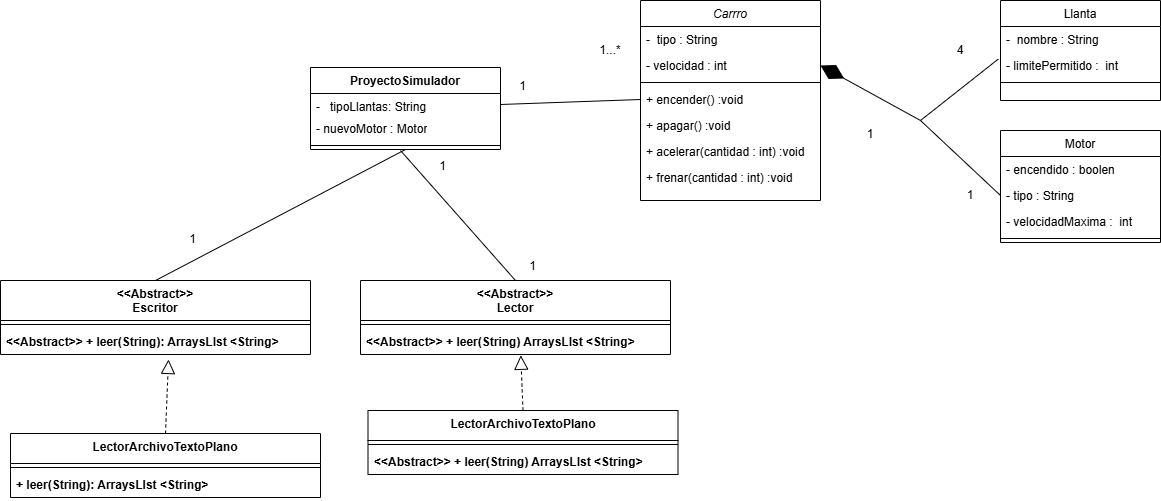 Carrro
- tipo : String
- velocidad : int
+ encender() :void
+ apagar() :void
+ acelerar(cantidad : int) :void
+ frenar(cantidad : int) :void
Llanta
- nombre : String
- limitePermitido : int
Motor
- encendido : boolen
- tipo : String
- velocidadMaxima : int
1...*
4
1
1
1
ProyectoSimulador
- tipoLlantas: String
- nuevoMotor : Motor
1
1
1
<<Abstract>>
Escritor
<<Abstract>> + leer(String): ArraysLIst <String>
<<Abstract>>
Lector
<<Abstract>> + leer(String) ArraysLIst <String>
LectorArchivoTextoPlano
+ leer(String): ArraysLIst <String>
LectorArchivoTextoPlano
<<Abstract>> + leer(String) ArraysLIst <String>